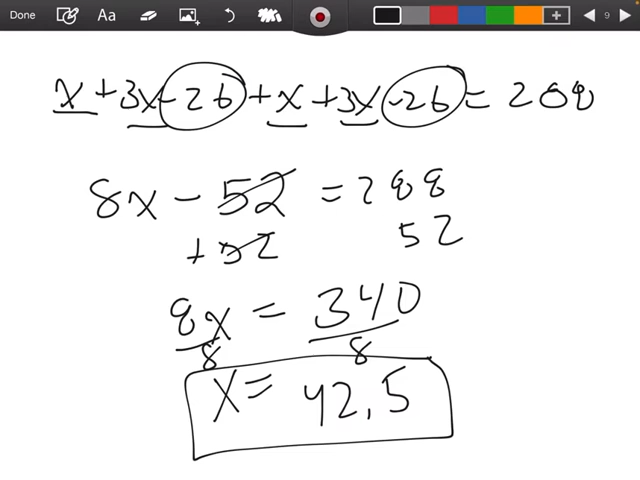 Done Aa 9
x + 3x - 26 + x + 3x - 26 = 288
8x - 52 = 288
+ 52 52
8x = 340
8 8
x = 42.5